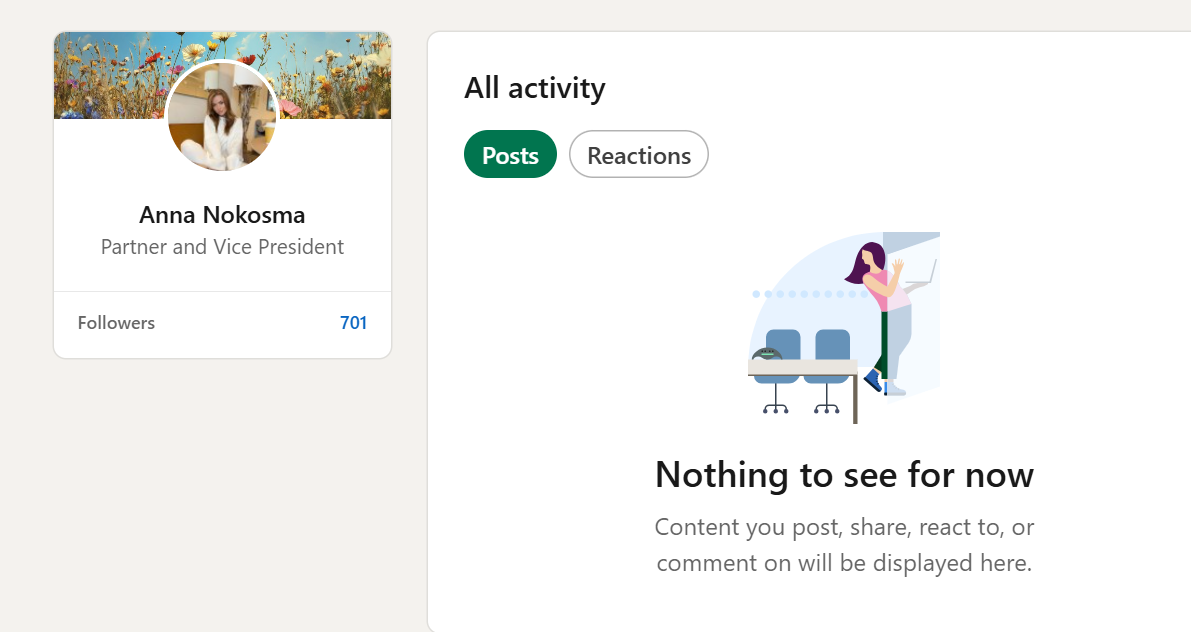 Anna Nokosma
Partner and Vice President
Followers 701
All activity
Posts Reactions
Nothing to see for now
Content you post, share, react to, or
comment on will be displayed here.